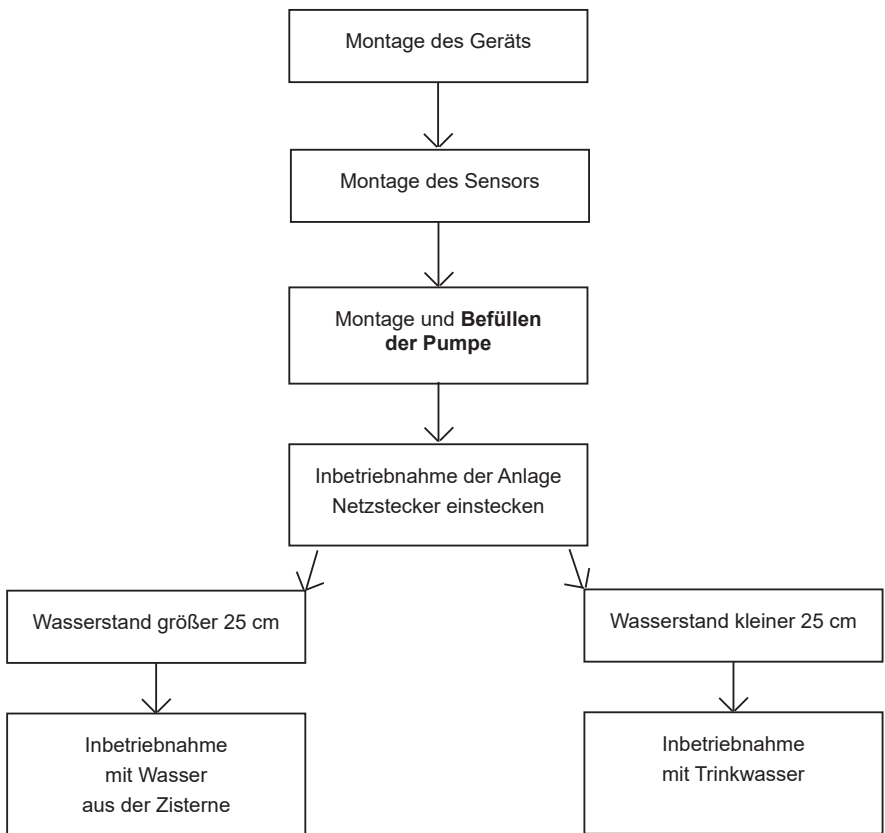 Montage des Geräts
Montage des Sensors
Montage und Befüllen
der Pumpe
Inbetriebnahme der Anlage
Netzstecker einstecken
Wasserstand größer 25 cm
Wasserstand kleiner 25 cm
Inbetriebnahme
mit Wasser
aus der Zisterne
Inbetriebnahme
mit Trinkwasser